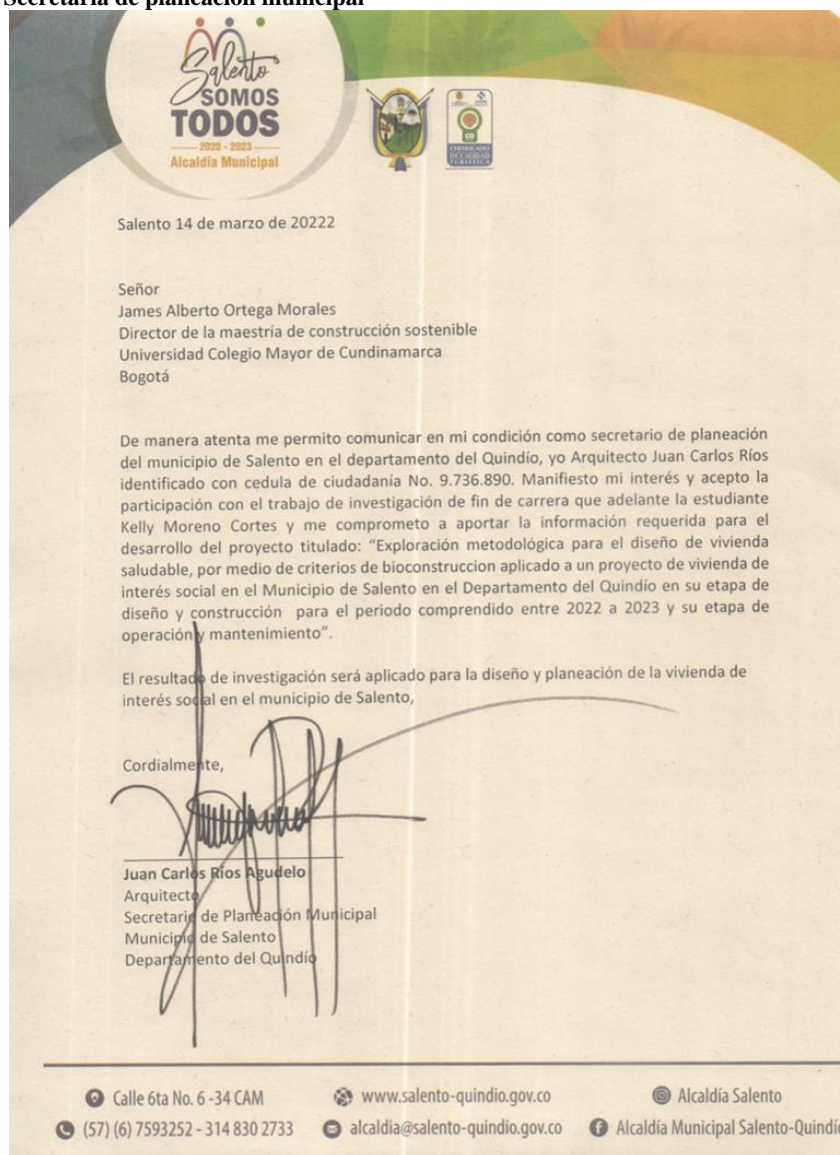 Secretaria de planeación municipal
Salento
SOMOS
TODOS
2020 - 2023
Alcaldía Municipal
CERTIFICADO
DE CALIDAD
TURÍSTICA
Salento 14 de marzo de 20222
Señor
James Alberto Ortega Morales
Director de la maestría de construcción sostenible
Universidad Colegio Mayor de Cundinamarca
Bogotá
De manera atenta me permito comunicar en mi condición como secretario de planeación
del municipio de Salento en el departamento del Quindío, yo Arquitecto Juan Carlos Ríos
identificado con cedula de ciudadanía No. 9.736.890. Manifiesto mi interés y acepto la
participación con el trabajo de investigación de fin de carrera que adelante la estudiante
Kelly Moreno Cortes y me comprometo a aportar la información requerida para el
desarrollo del proyecto titulado: “Exploración metodológica para el diseño de vivienda
saludable, por medio de criterios de bioconstruccion aplicado a un proyecto de vivienda de
interés social en el Municipio de Salento en el Departamento del Quindío en su etapa de
diseño y construcción para el periodo comprendido entre 2022 a 2023 y su etapa de
operación y mantenimiento”.
El resultado de investigación será aplicado para la diseño y planeación de la vivienda de
interés social en el municipio de Salento,
Cordialmente,
Juan Carlos Ríos Agudelo
Arquitecto
Secretario de Planeación Municipal
Municipio de Salento
Departamento del Quindío
Calle 6ta No. 6 -34 CAM www.salento-quindio.gov.co Alcaldía Salento
(57) (6) 7593252 - 314 830 2733 alcaldia@salento-quindio.gov.co Alcaldía Municipal Salento-Quindío